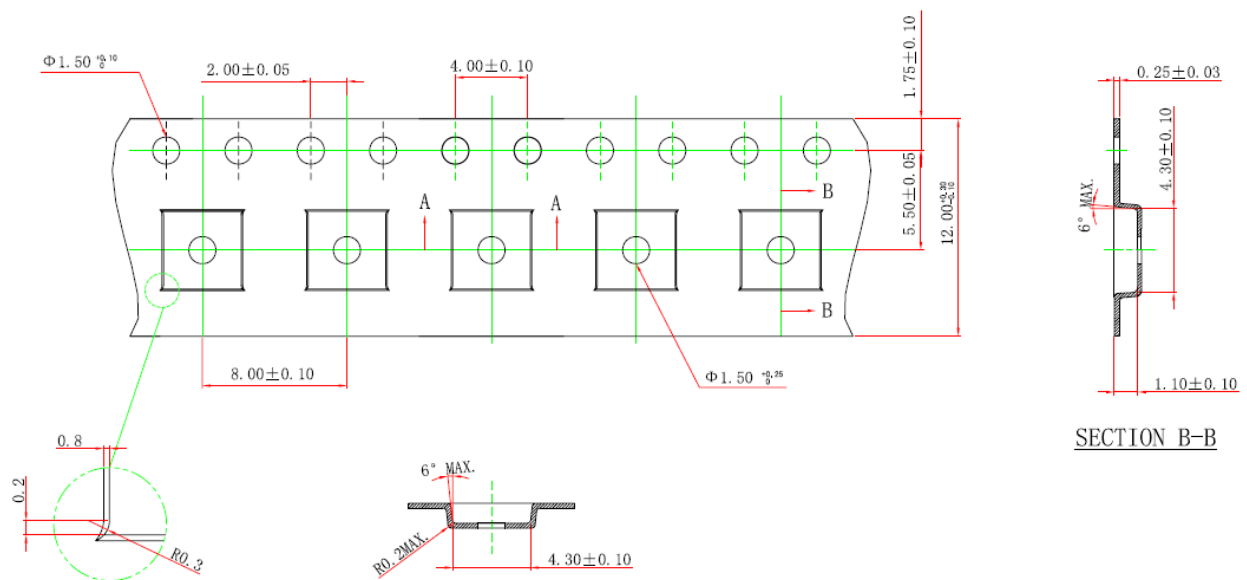 Φ1.50 +0.10 0
2.00±0.05
4.00±0.10
1.75±0.10
0.25±0.03
4.30±0.10
6° MAX.
5.50±0.05
12.00 +0.30 -0.10
A
A
B
B
8.00±0.10
Φ1.50 +0.25 0
1.10±0.10
SECTION B-B
0.8
0.2
R0.3
6° MAX.
R0.2MAX.
4.30±0.10